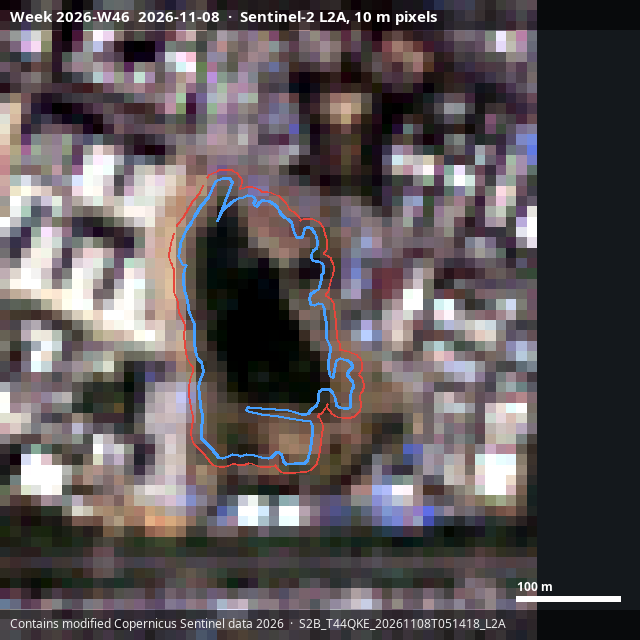 Week 2026-W46  2026-11-08  ·  Sentinel-2 L2A, 10 m pixels
100 m
Contains modified Copernicus Sentinel data 2026  ·  S2B_T44QKE_20261108T051418_L2A